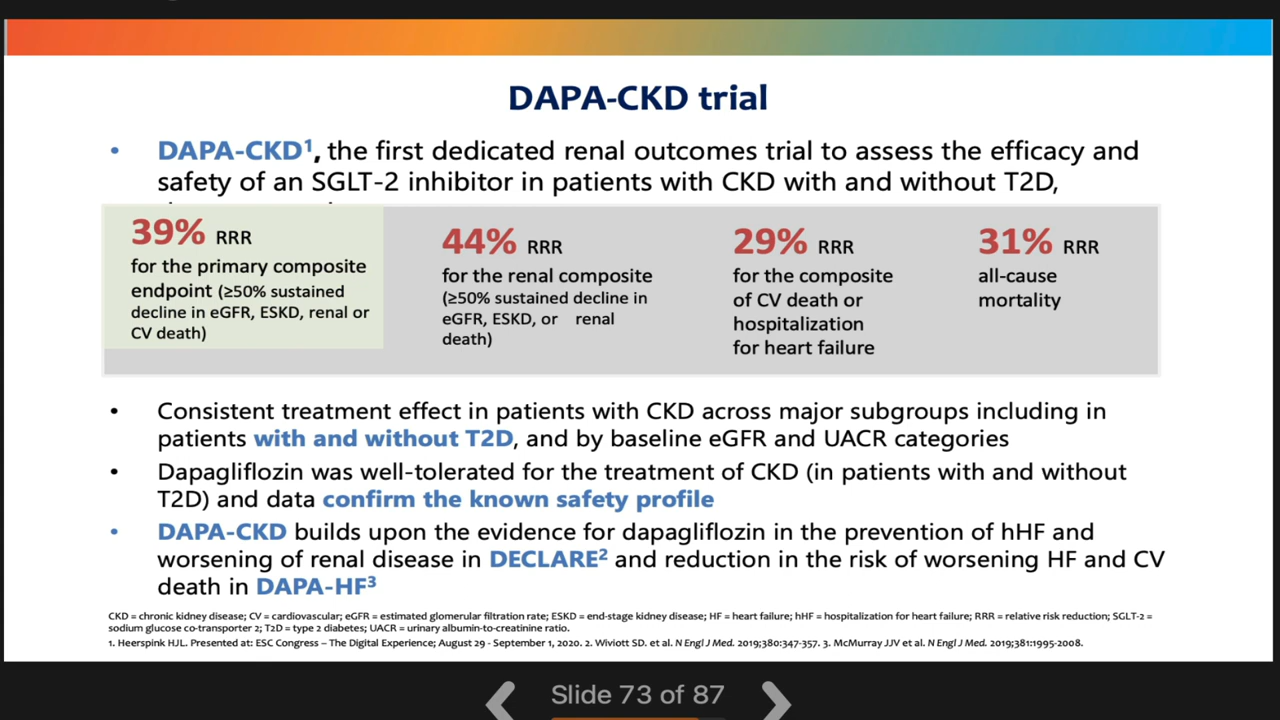 DAPA-CKD trial
• DAPA-CKD¹, the first dedicated renal outcomes trial to assess the efficacy and
safety of an SGLT-2 inhibitor in patients with CKD with and without T2D,
39% RRR
for the primary composite
endpoint (≥50% sustained
decline in eGFR, ESKD, renal or
CV death)
44% RRR
for the renal composite
(≥50% sustained decline in
eGFR, ESKD, or renal
death)
29% RRR
for the composite
of CV death or
hospitalization
for heart failure
31% RRR
all-cause
mortality
• Consistent treatment effect in patients with CKD across major subgroups including in
patients with and without T2D, and by baseline eGFR and UACR categories
• Dapagliflozin was well-tolerated for the treatment of CKD (in patients with and without
T2D) and data confirm the known safety profile
• DAPA-CKD builds upon the evidence for dapagliflozin in the prevention of hHF and
worsening of renal disease in DECLARE² and reduction in the risk of worsening HF and CV
death in DAPA-HF³
CKD = chronic kidney disease; CV = cardiovascular; eGFR = estimated glomerular filtration rate; ESKD = end-stage kidney disease; HF = heart failure; hHF = hospitalization for heart failure; RRR = relative risk reduction; SGLT-2 =
sodium glucose co-transporter 2; T2D = type 2 diabetes; UACR = urinary albumin-to-creatinine ratio.
1. Heerspink HJL. Presented at: ESC Congress – The Digital Experience; August 29 - September 1, 2020. 2. Wiviott SD. et al. N Engl J Med. 2019;380:347-357. 3. McMurray JJV et al. N Engl J Med. 2019;381:1995-2008.
Slide 73 of 87